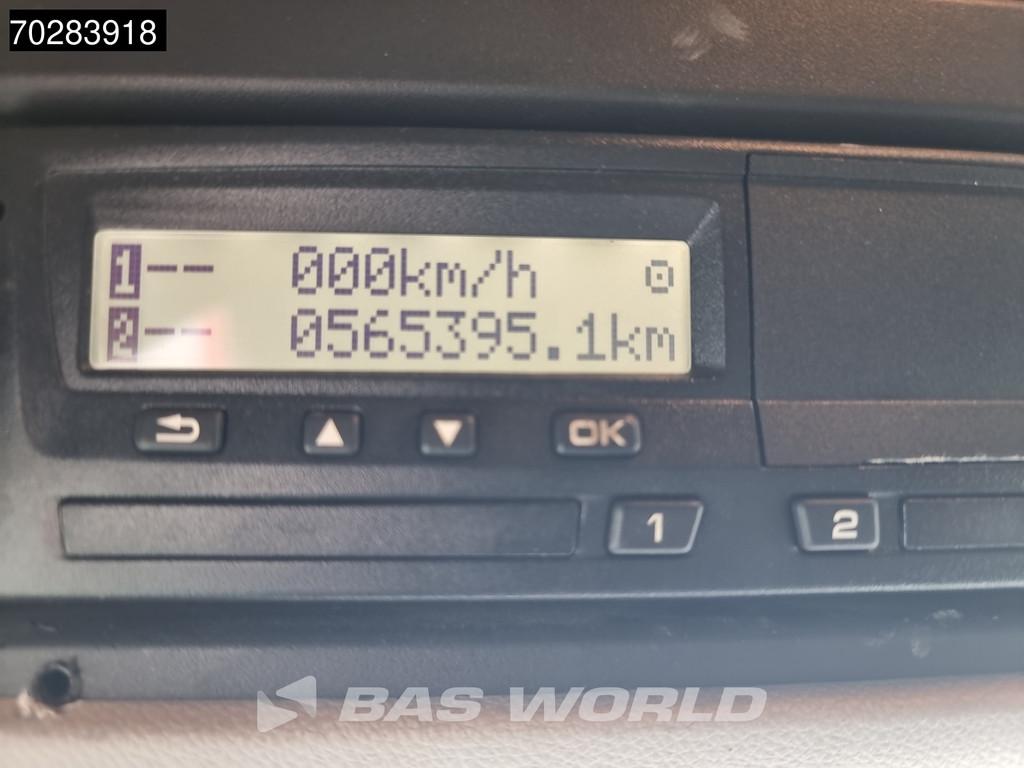 70283918
1-- 000km/h
2-- 0565395.1km
OK
1 2
BAS WORLD